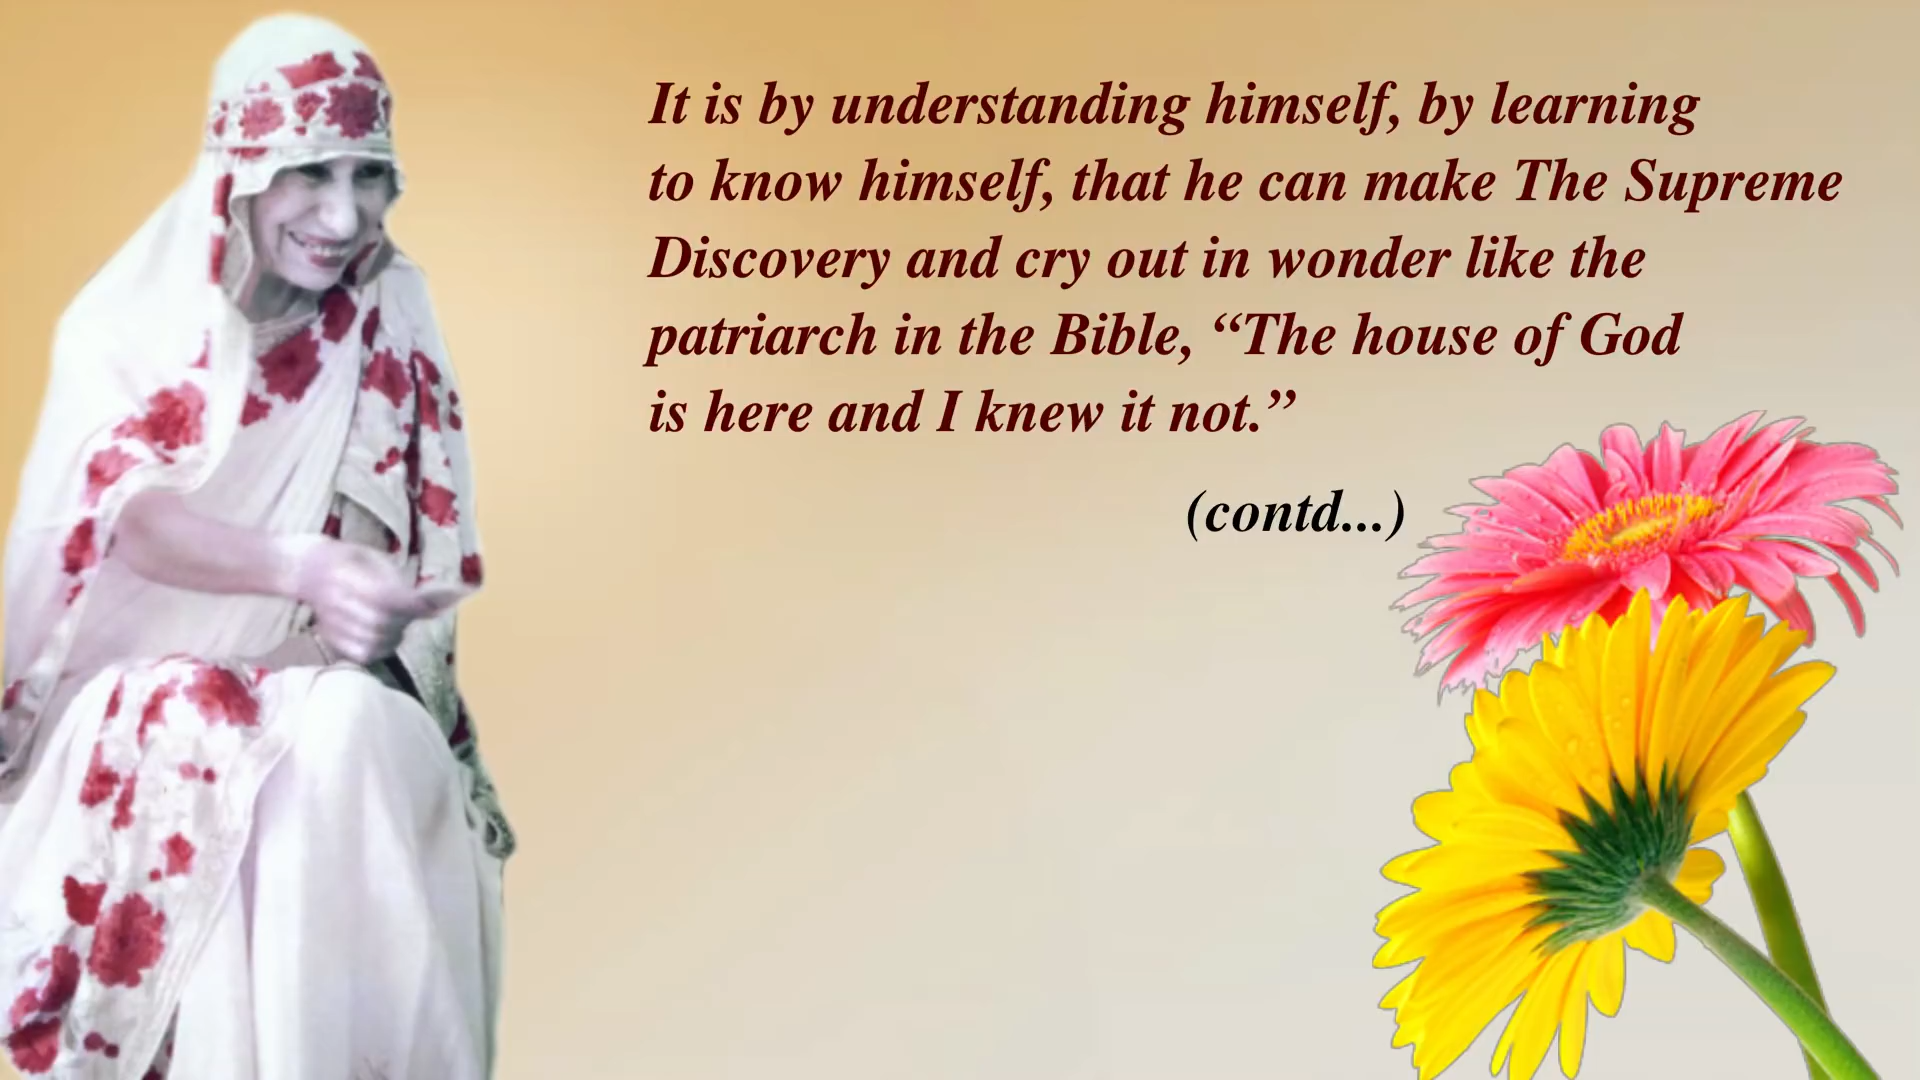 It is by understanding himself, by learning
to know himself, that he can make The Supreme
Discovery and cry out in wonder like the
patriarch in the Bible, “The house of God
is here and I knew it not.”
(contd...)